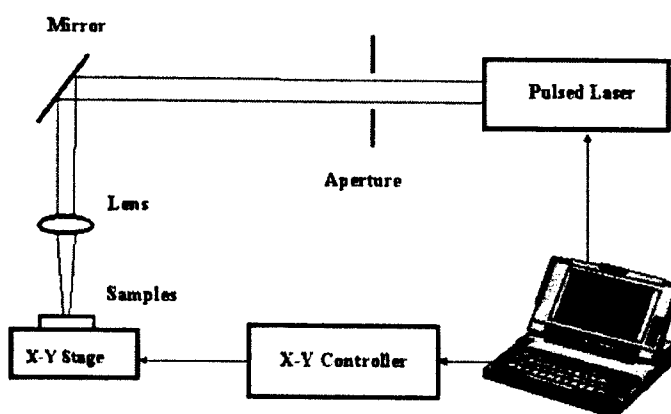 Mirror
Pulsed Laser
Aperture
Lens
Samples
X-Y Stage
X-Y Controller